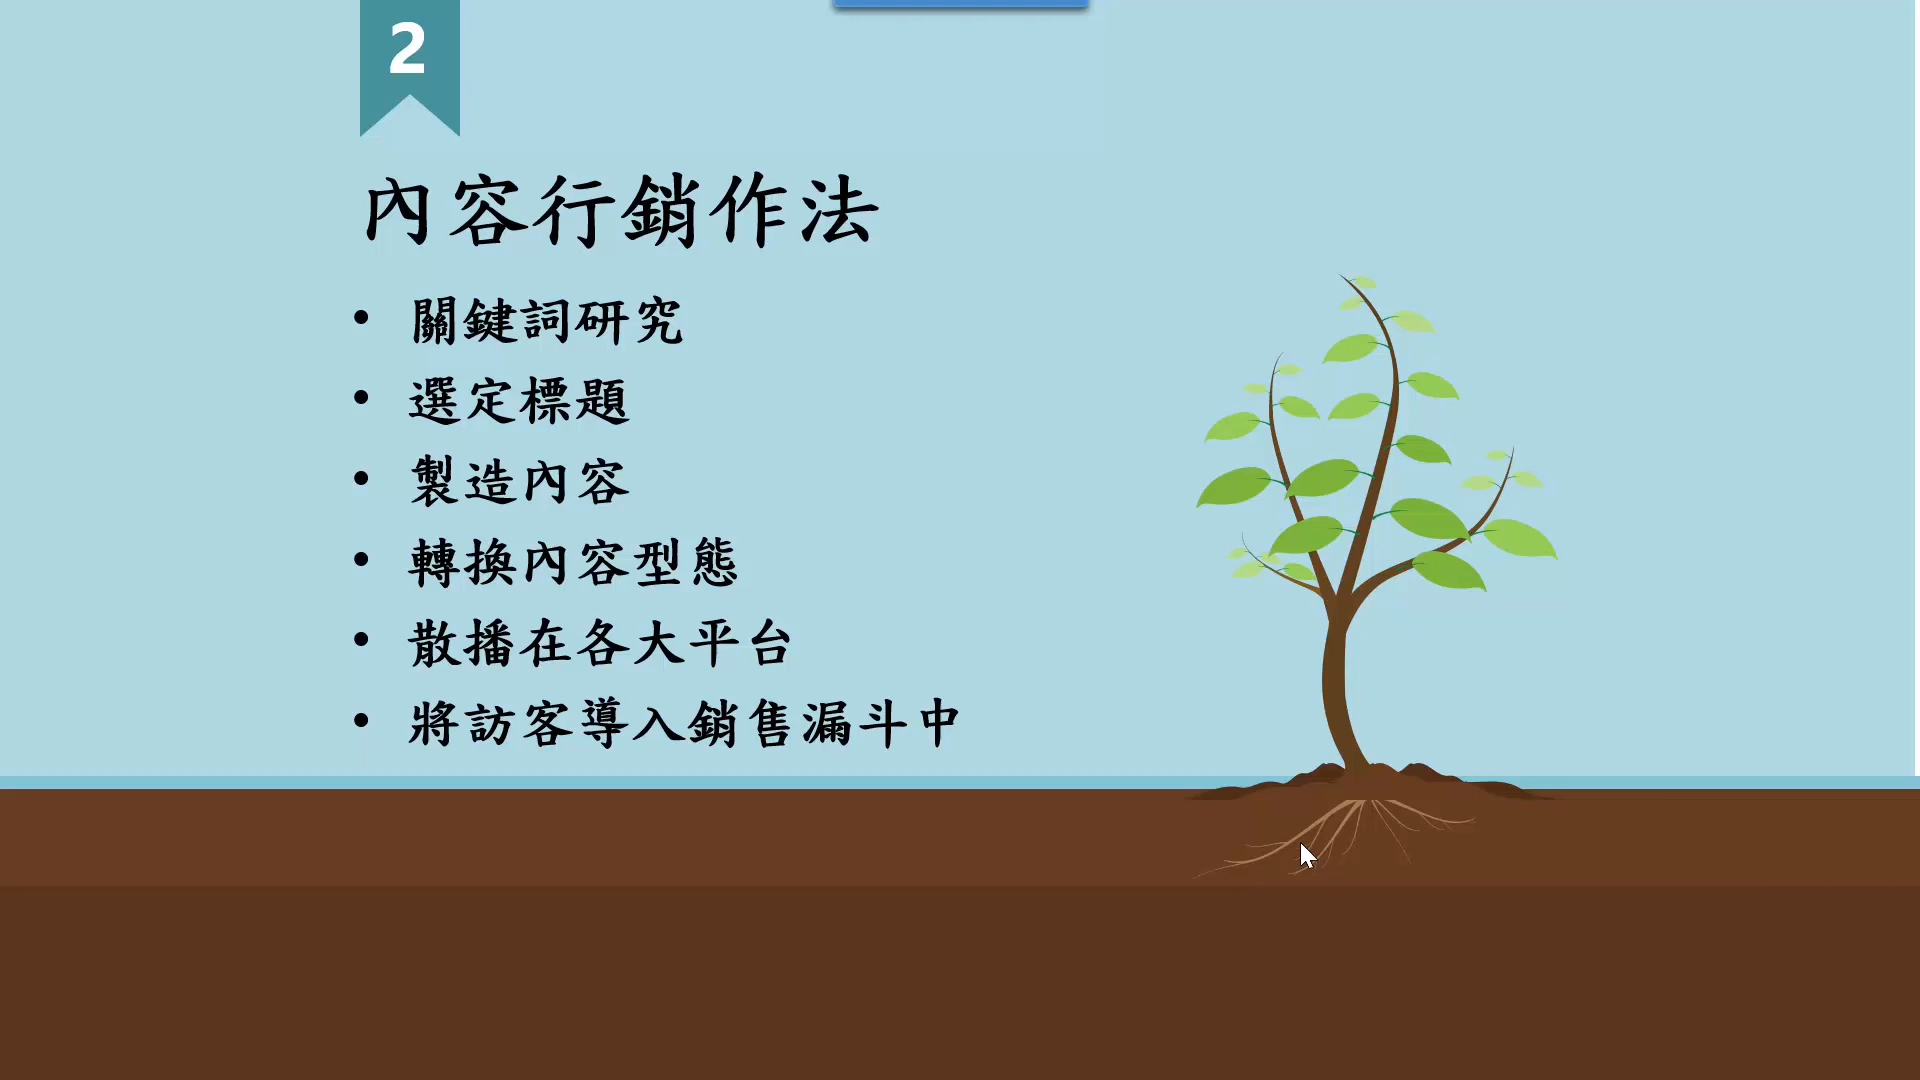 2
內容行銷作法
• 關鍵詞研究
• 選定標題
• 製造內容
• 轉換內容型態
• 散播在各大平台
• 將訪客導入銷售漏斗中